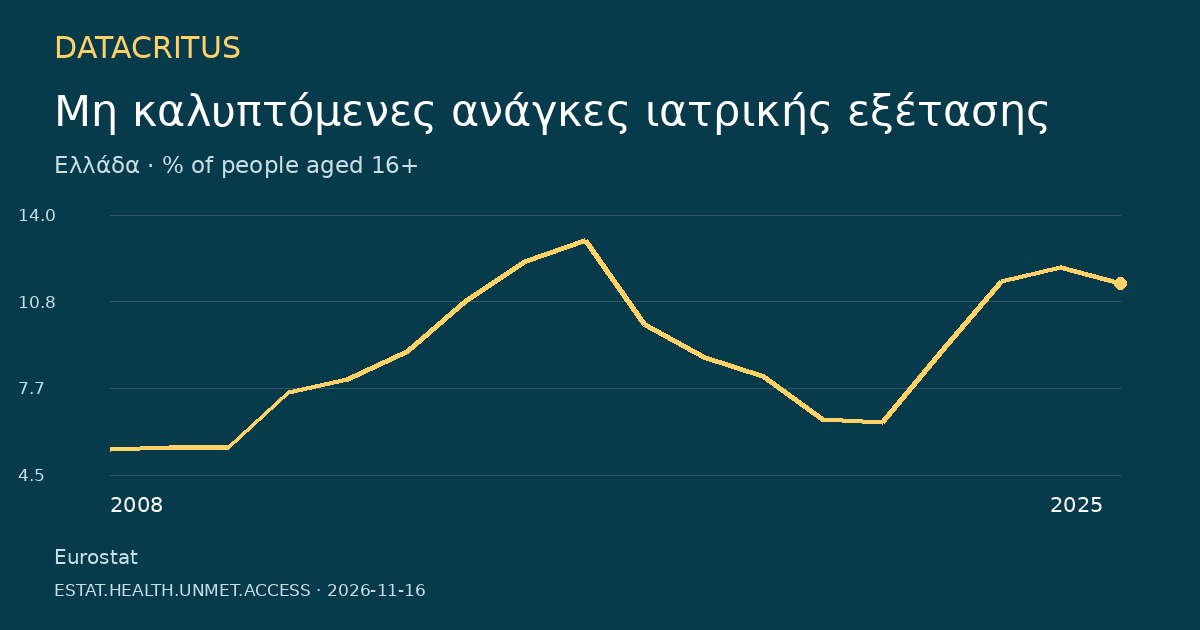 DATACRITUS
Μη καλυπτόμενες ανάγκες ιατρικής εξέτασης
Ελλάδα · % of people aged 16+
14.0
10.8
7.7
4.5
2008 2025
Eurostat
ESTAT.HEALTH.UNMET.ACCESS · 2026-11-16